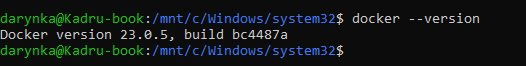 darynka@Kadru-book:/mnt/c/Windows/system32$ docker --version
Docker version 23.0.5, build bc4487a
darynka@Kadru-book:/mnt/c/Windows/system32$